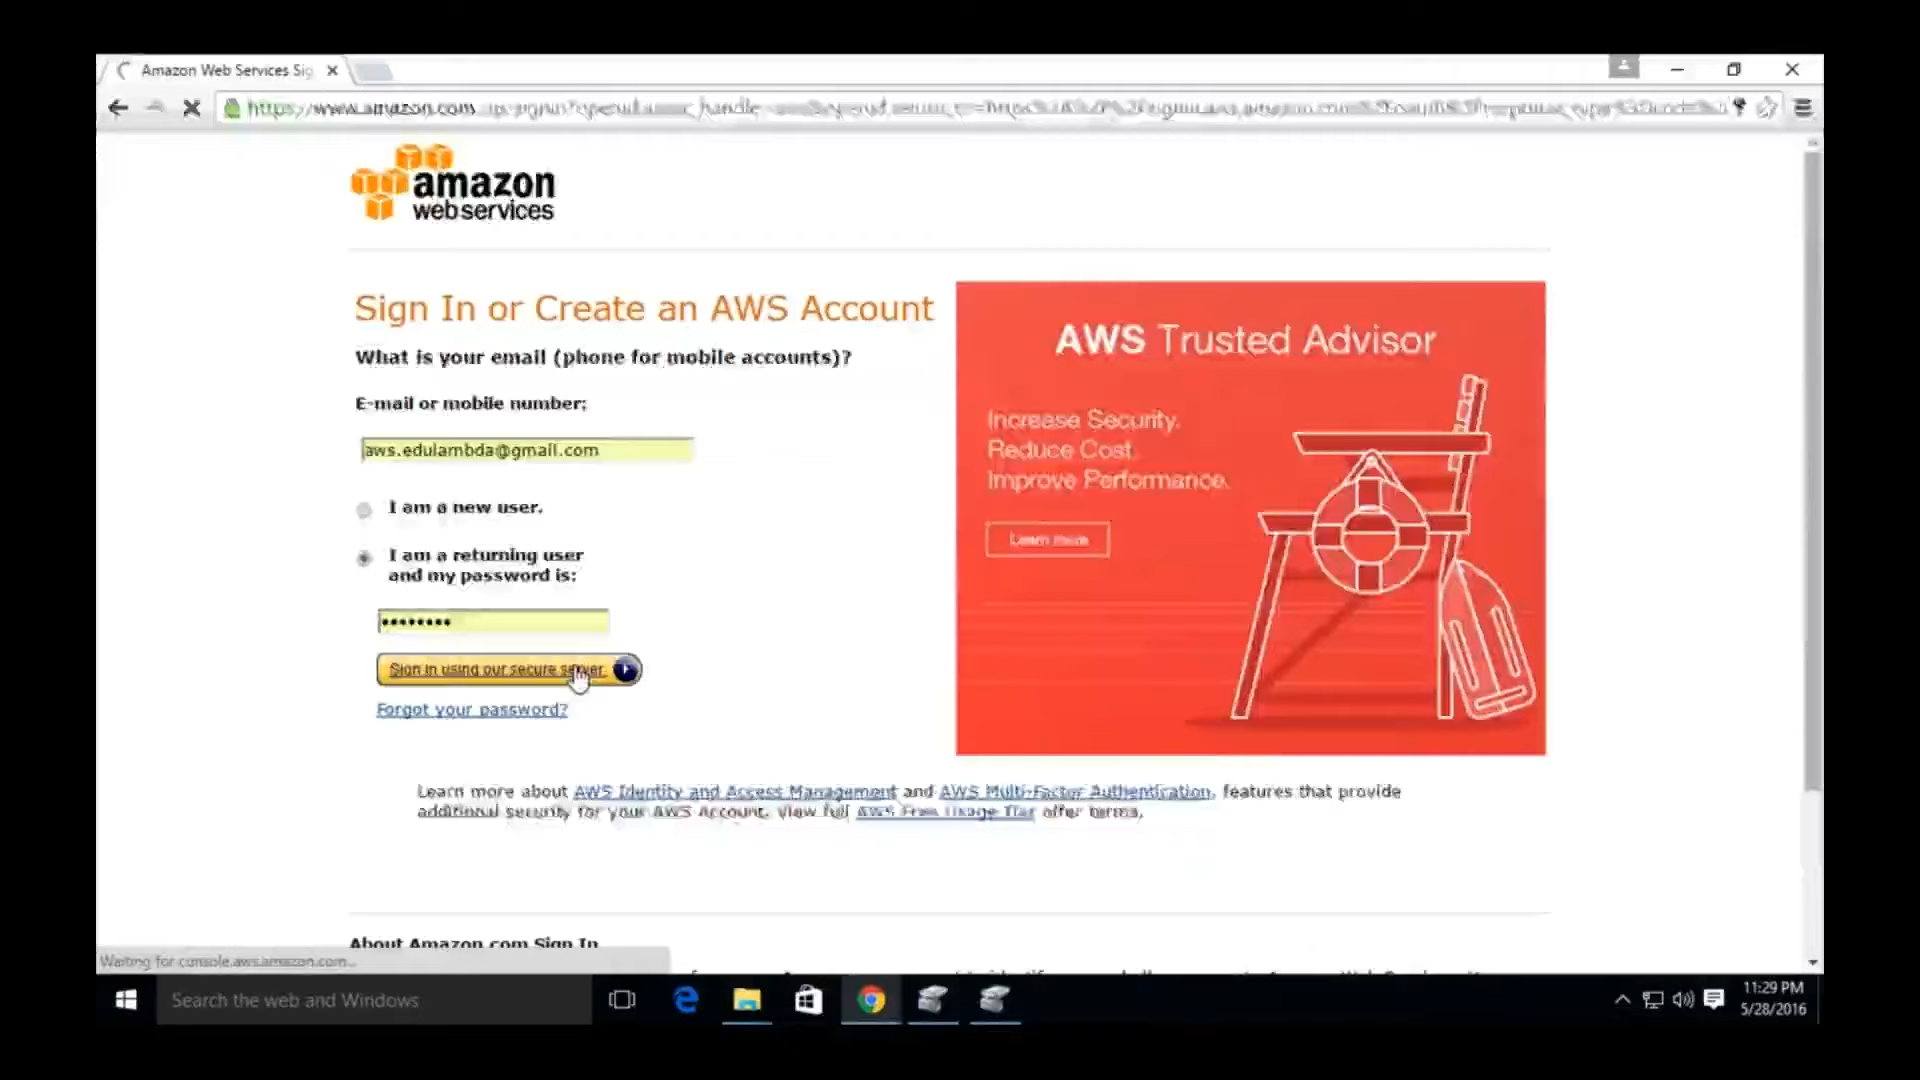 Amazon Web Services Sig
https://www.amazon.com
amazon
webservices
Sign In or Create an AWS Account
What is your email (phone for mobile accounts)?
E-mail or mobile number:
aws.edulambda@gmail.com
I am a new user.
I am a returning user
and my password is:
••••••••
Sign in using our secure server
Forgot your password?
AWS Trusted Advisor
Increase Security.
Reduce Cost.
Improve Performance.
Learn more
Learn more about AWS Identity and Access Management and AWS Multi-Factor Authentication, features that provide
additional security for your AWS Account. View full AWS Free Usage Tier offer terms.
About Amazon.com Sign In
Waiting for console.aws.amazon.com...
Search the web and Windows
11:29 PM
5/28/2016